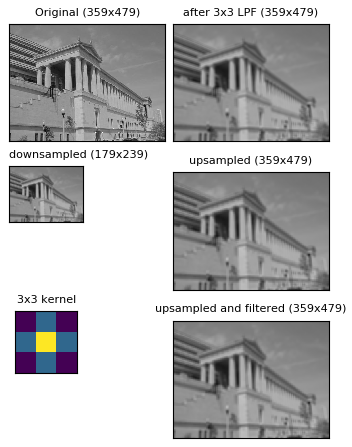 Original (359x479)
after 3x3 LPF (359x479)
downsampled (179x239)
upsampled (359x479)
3x3 kernel
upsampled and filtered (359x479)